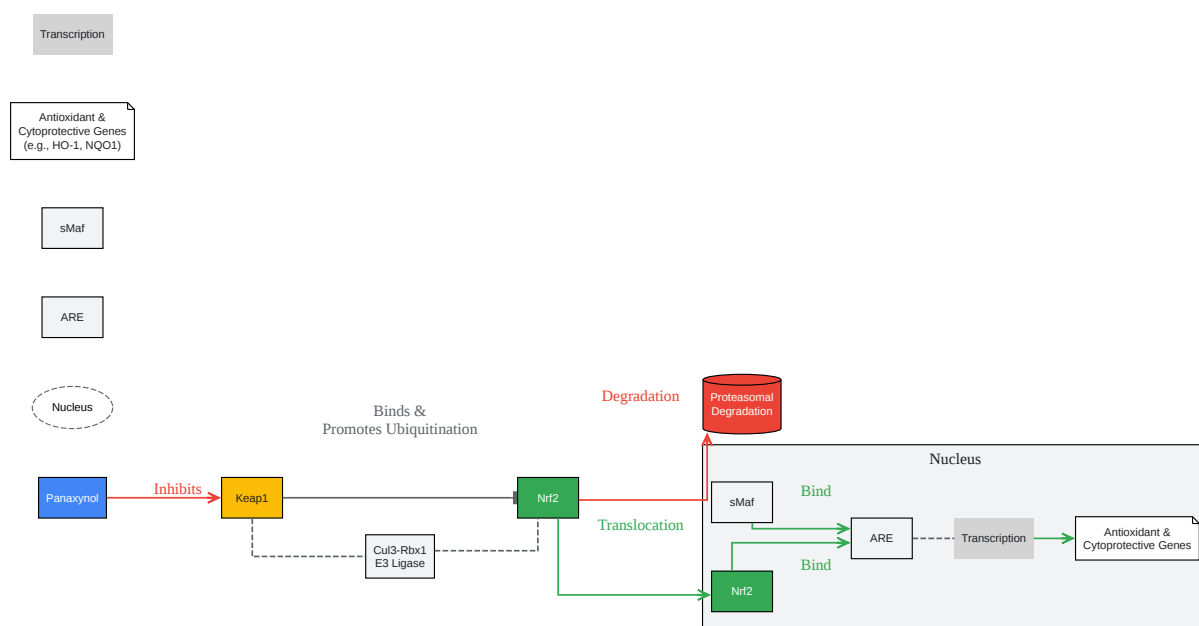 Transcription
Antioxidant &
Cytoprotective Genes
(e.g., HO-1, NQO1)
sMaf
ARE
Nucleus
Binds &
Promotes Ubiquitination
Degradation
Proteasomal
Degradation
Nucleus
Panaxynol
Inhibits
Keap1
Nrf2
Translocation
Cul3-Rbx1
E3 Ligase
sMaf
Bind
ARE
Transcription
Antioxidant &
Cytoprotective Genes
Bind
Nrf2